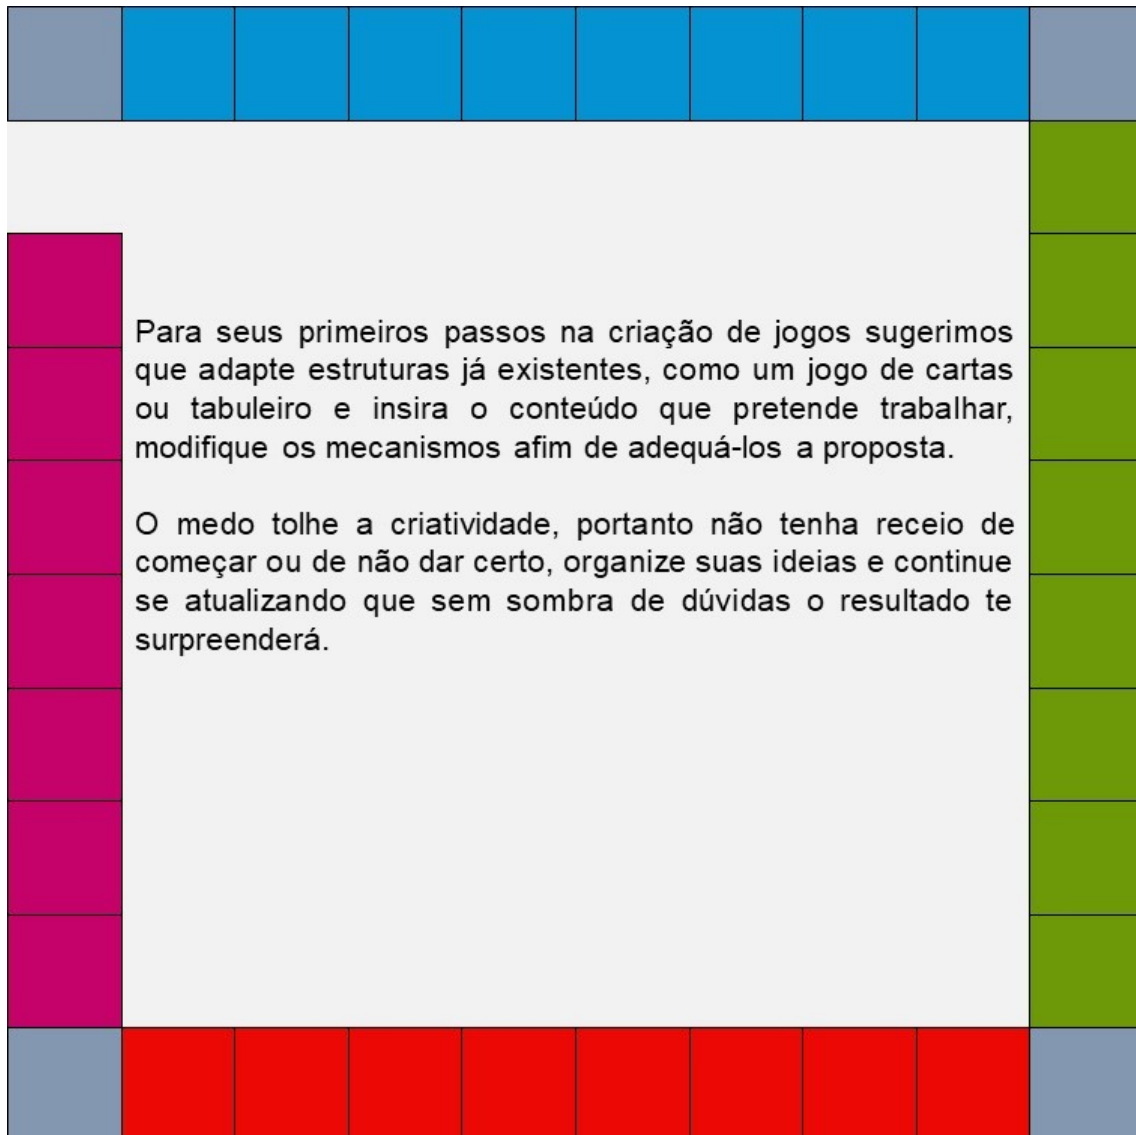 Para seus primeiros passos na criação de jogos sugerimos
que adapte estruturas já existentes, como um jogo de cartas
ou tabuleiro e insira o conteúdo que pretende trabalhar,
modifique os mecanismos afim de adequá-los a proposta.
O medo tolhe a criatividade, portanto não tenha receio de
começar ou de não dar certo, organize suas ideias e continue
se atualizando que sem sombra de dúvidas o resultado te
surpreenderá.